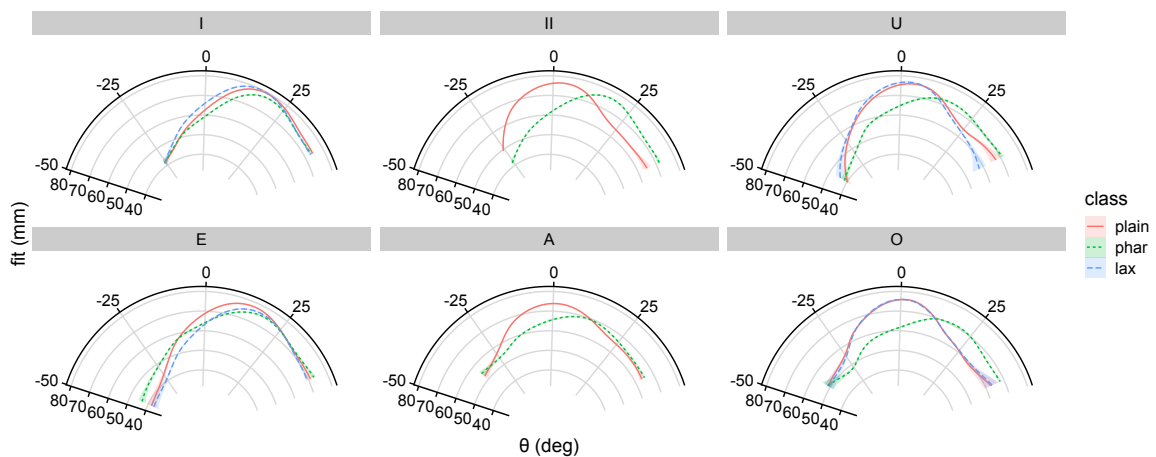 I II U
0 0 0
-25 25 -25 25 -25 25
-50 -50 -50
80 70 60 50 40 80 70 60 50 40 80 70 60 50 40
E A O
0 0 0
-25 25 -25 25 -25 25
-50 -50 -50
80 70 60 50 40 80 70 60 50 40 80 70 60 50 40
fit (mm)
θ (deg)
class
plain
phar
lax